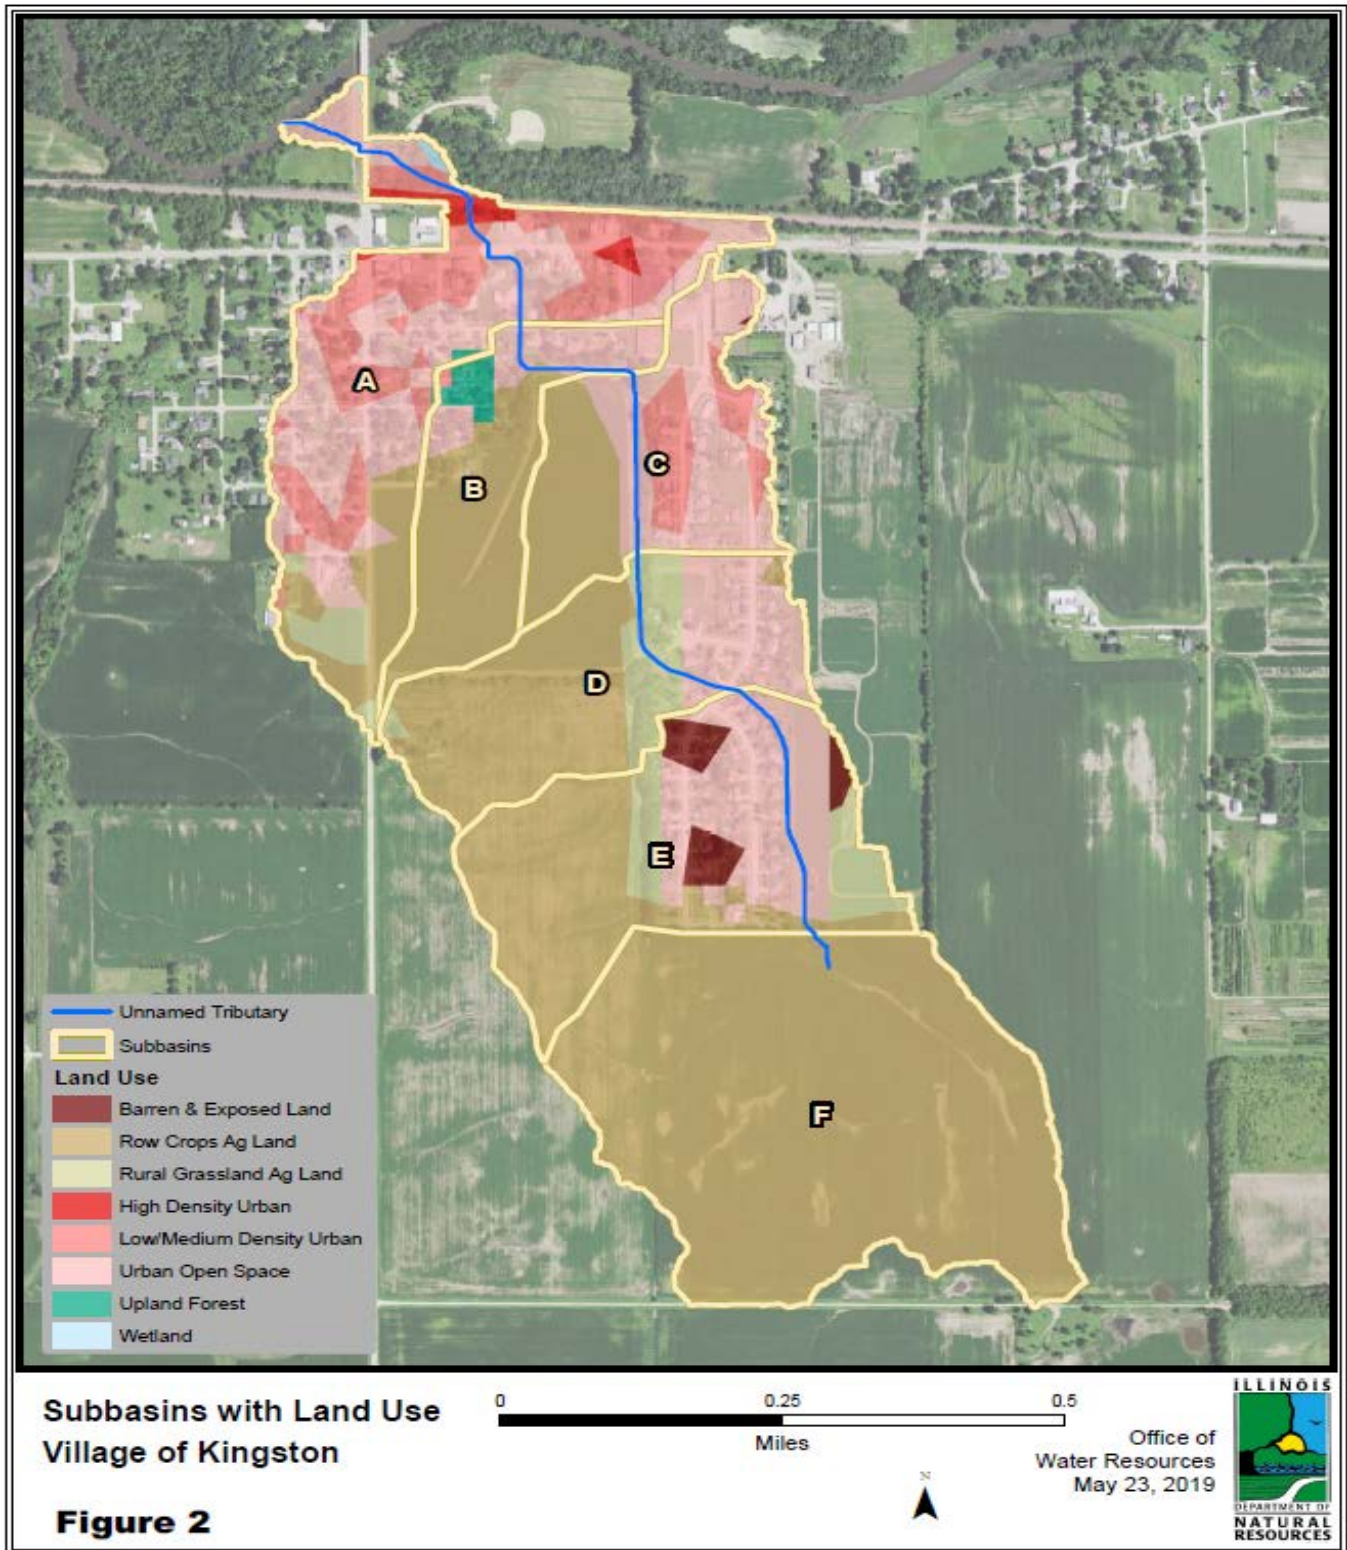 A
B
C
D
E
F
Unnamed Tributary
Subbasins
Land Use
Barren & Exposed Land
Row Crops Ag Land
Rural Grassland Ag Land
High Density Urban
Low/Medium Density Urban
Urban Open Space
Upland Forest
Wetland
Subbasins with Land Use
Village of Kingston
Figure 2
0 0.25 0.5
Miles
N
Office of
Water Resources
May 23, 2019
ILLINOIS
DEPARTMENT OF
NATURAL
RESOURCES